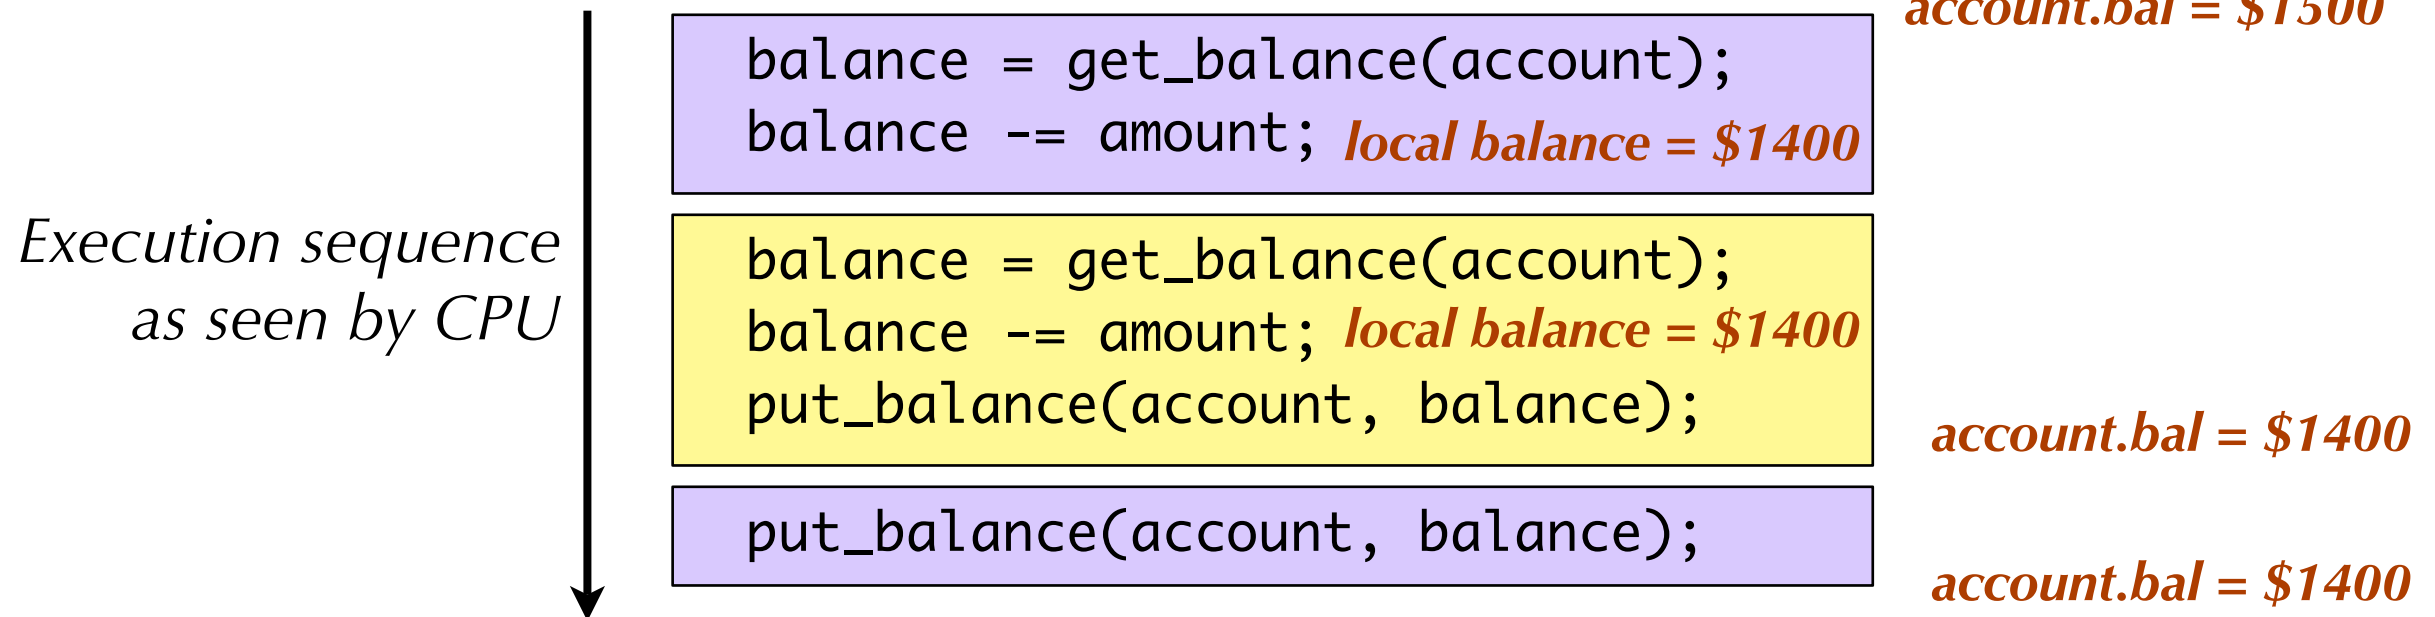 account.bal = $1500
balance = get_balance(account);
balance -= amount; local balance = $1400
Execution sequence
as seen by CPU
balance = get_balance(account);
balance -= amount; local balance = $1400
put_balance(account, balance);
account.bal = $1400
put_balance(account, balance);
account.bal = $1400